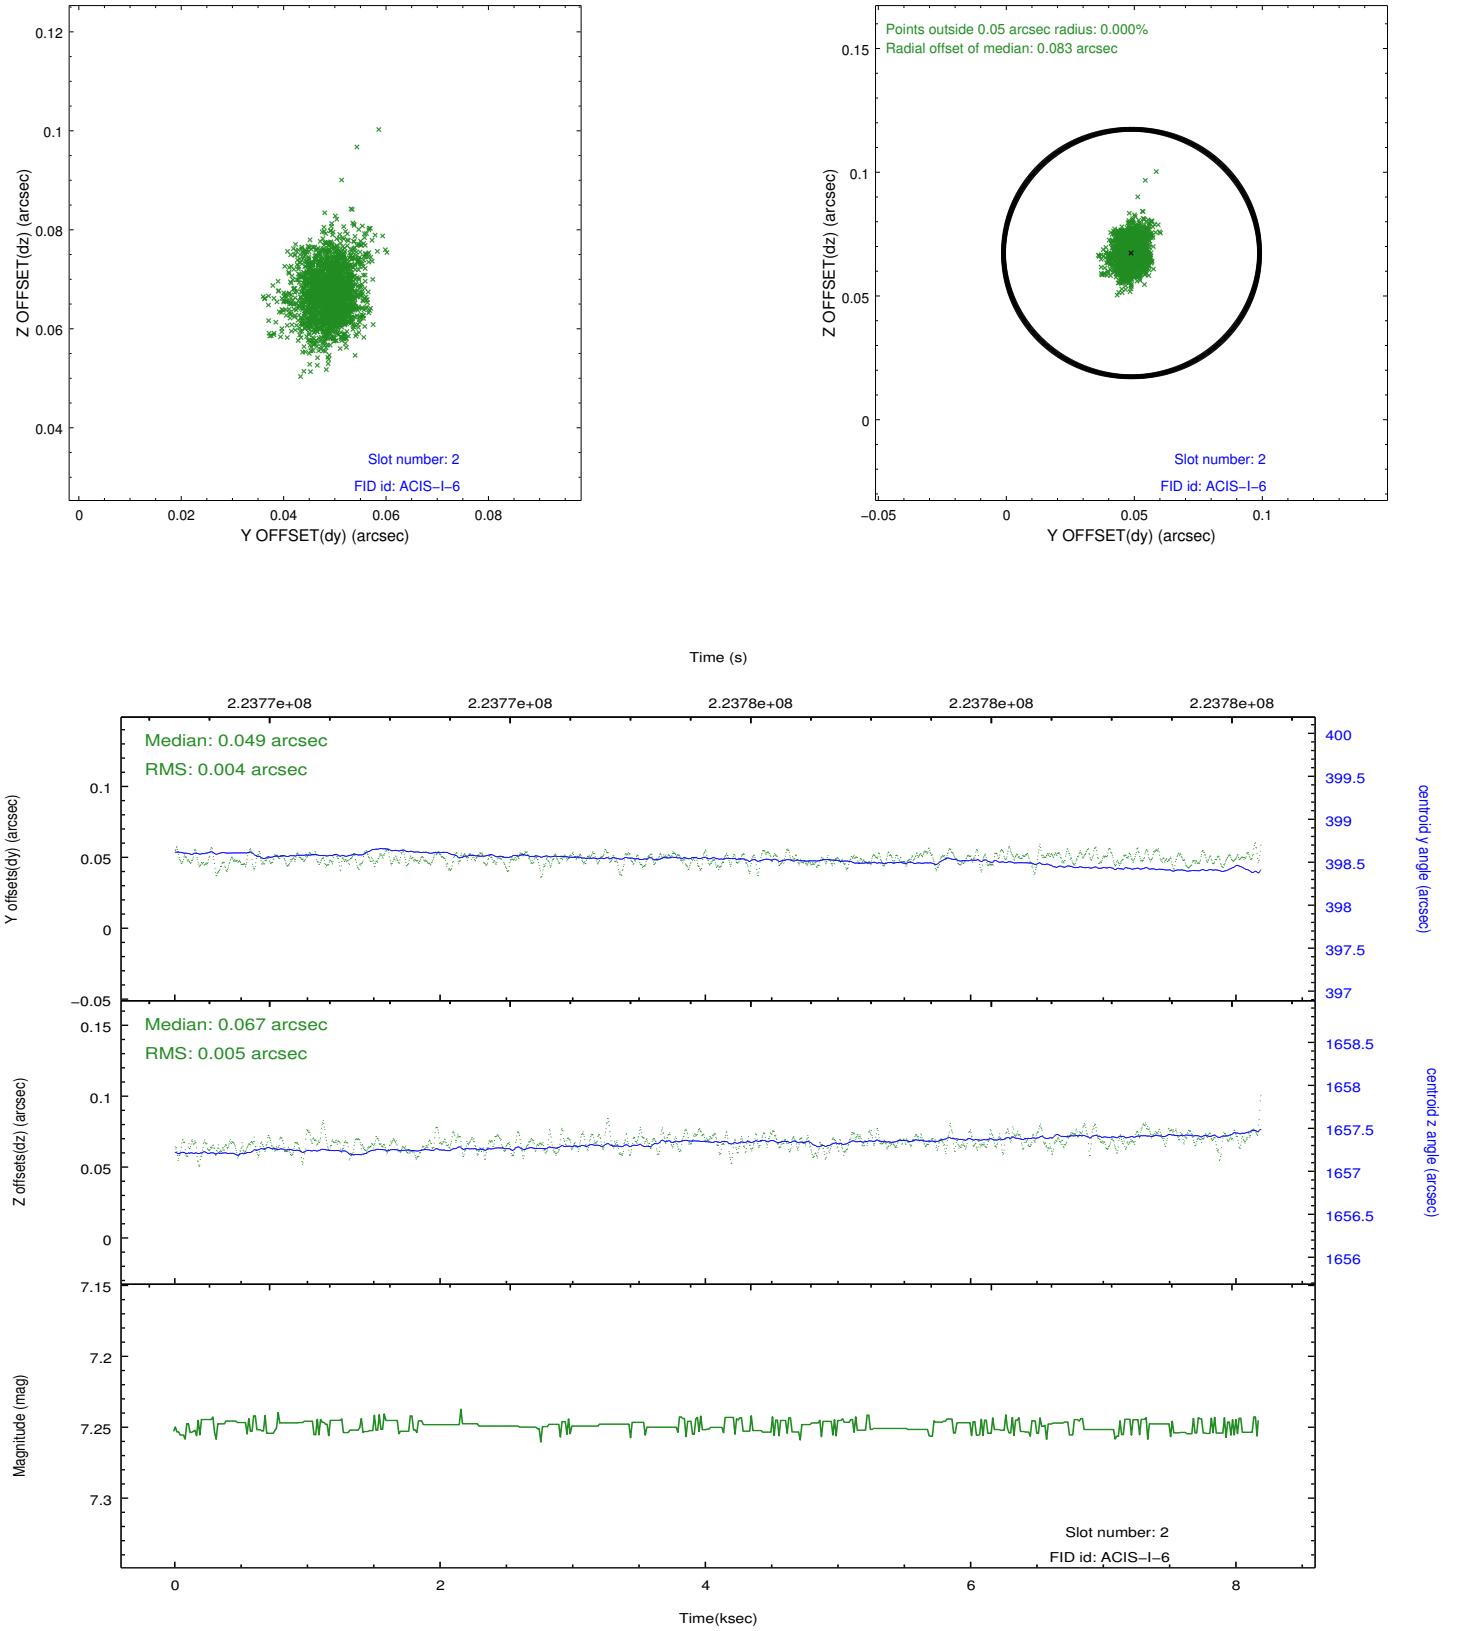 0.12
0.1
0.08
0.06
0.04
Z OFFSET(dz) (arcsec)
Slot number: 2
FID id: ACIS−I−6
0 0.02 0.04 0.06 0.08
Y OFFSET(dy) (arcsec)
Points outside 0.05 arcsec radius: 0.000%
Radial offset of median: 0.083 arcsec
0.15
0.1
0.05
0
Z OFFSET(dz) (arcsec)
Slot number: 2
FID id: ACIS−I−6
−0.05 0 0.05 0.1
Y OFFSET(dy) (arcsec)
Time (s)
2.2377e+08 2.2377e+08 2.2378e+08 2.2378e+08 2.2378e+08
Median: 0.049 arcsec
RMS: 0.004 arcsec
0.1
0.05
0
−0.05
Y offsets(dy) (arcsec)
400
399.5
399
398.5
398
397.5
397
centroid y angle (arcsec)
Median: 0.067 arcsec
RMS: 0.005 arcsec
0.15
0.1
0.05
0
Z offsets(dz) (arcsec)
1658.5
1658
1657.5
1657
1656.5
1656
centroid z angle (arcsec)
7.15
7.2
7.25
7.3
Magnitude (mag)
Slot number: 2
FID id: ACIS−I−6
0 2 4 6 8
Time(ksec)